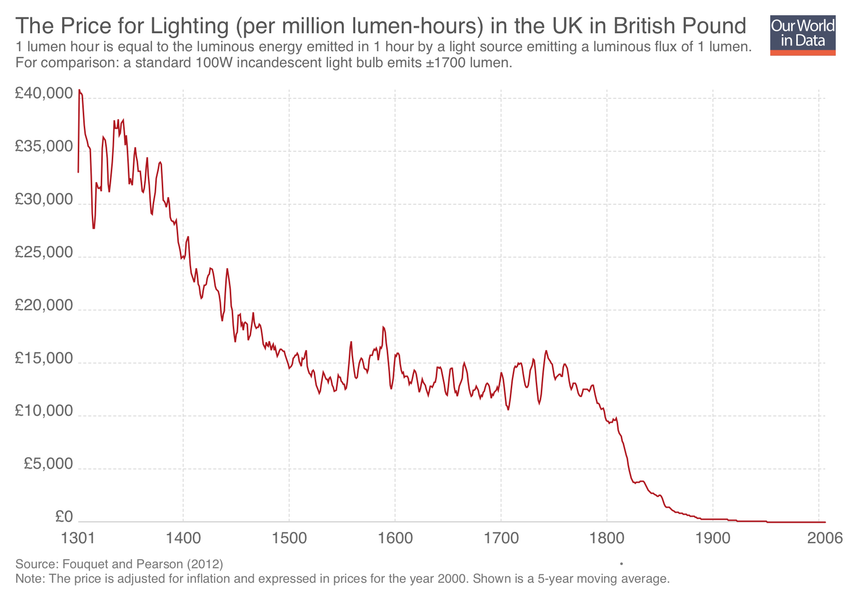 The Price for Lighting (per million lumen-hours) in the UK in British Pound
Our World
in Data
1 lumen hour is equal to the luminous energy emitted in 1 hour by a light source emitting a luminous flux of 1 lumen.
For comparison: a standard 100W incandescent light bulb emits ±1700 lumen.
£40,000
£35,000
£30,000
£25,000
£20,000
£15,000
£10,000
£5,000
£0
1301 1400 1500 1600 1700 1800 1900 2006
Source: Fouquet and Pearson (2012)
Note: The price is adjusted for inflation and expressed in prices for the year 2000. Shown is a 5-year moving average.